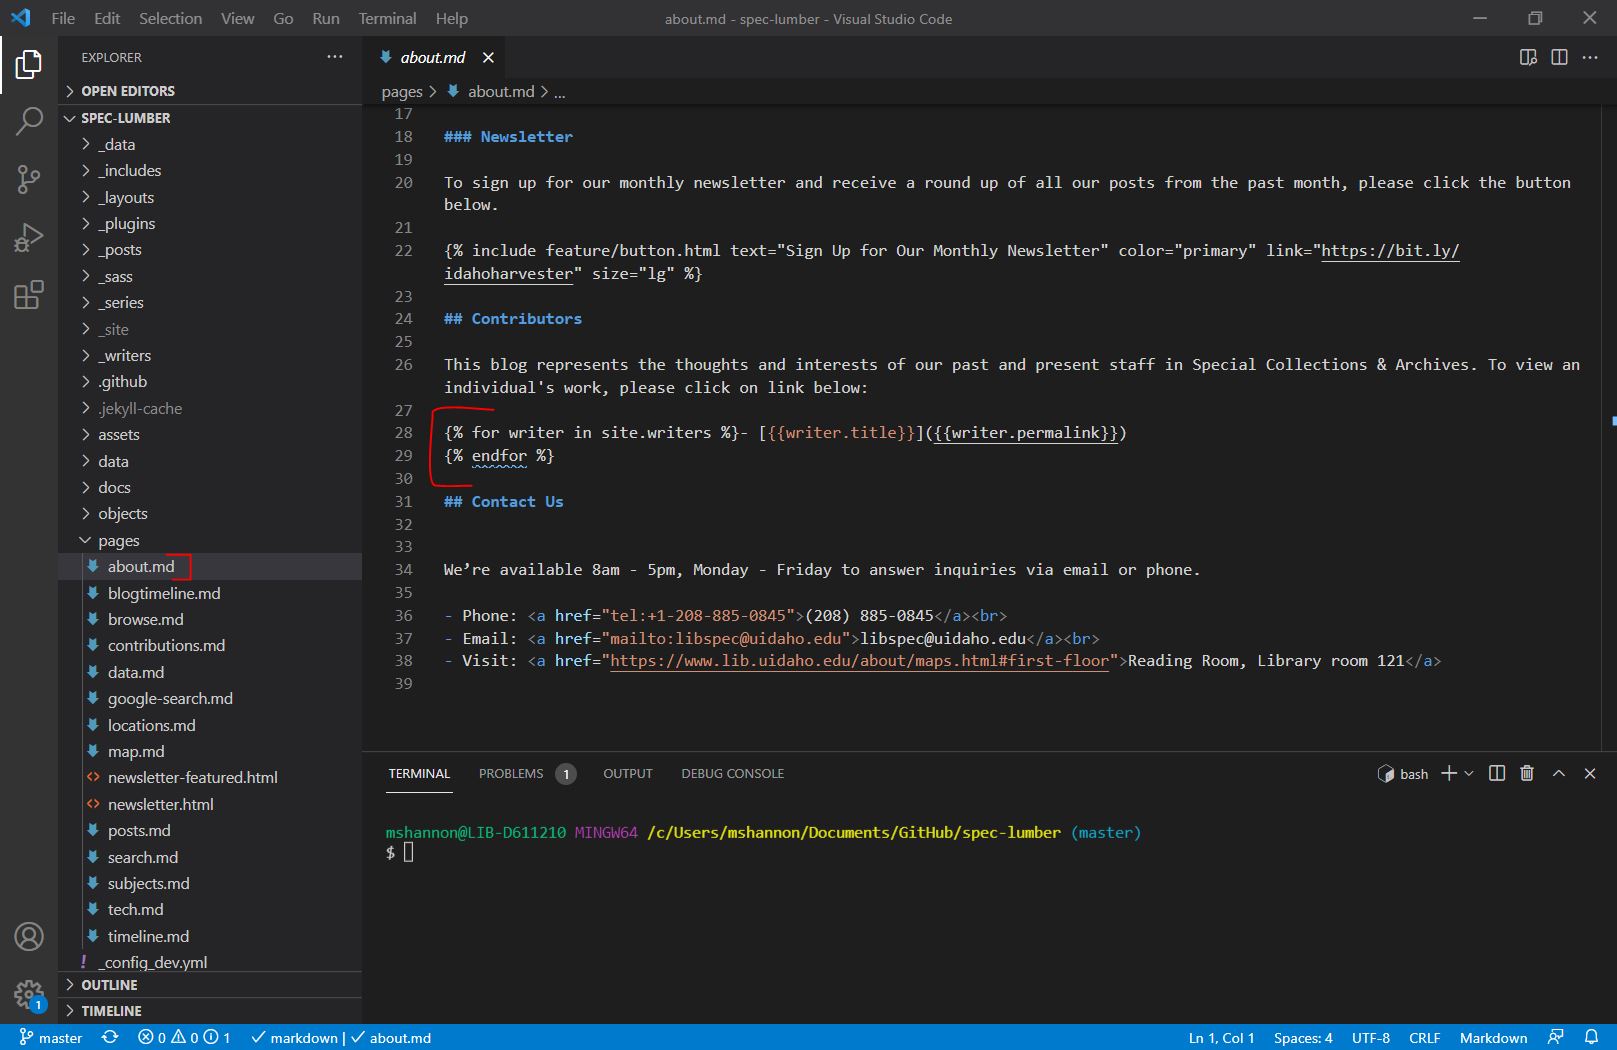 File Edit Selection View Go Run Terminal Help
about.md - spec-lumber - Visual Studio Code
EXPLORER
OPEN EDITORS
SPEC-LUMBER
_data
_includes
_layouts
_plugins
_posts
_sass
_series
_site
_writers
.github
.jekyll-cache
assets
data
docs
objects
pages
about.md
blogtimeline.md
browse.md
contributions.md
data.md
google-search.md
locations.md
map.md
newsletter-featured.html
newsletter.html
posts.md
search.md
subjects.md
tech.md
timeline.md
_config_dev.yml
OUTLINE
TIMELINE
1
about.md
pages > about.md > ...
17
18 ### Newsletter
19
20 To sign up for our monthly newsletter and receive a round up of all our posts from the past month, please click the button
below.
21
22 {% include feature/button.html text="Sign Up for Our Monthly Newsletter" color="primary" link="https://bit.ly/
idahoharvester" size="lg" %}
23
24 ## Contributors
25
26 This blog represents the thoughts and interests of our past and present staff in Special Collections & Archives. To view an
individual's work, please click on link below:
27
28 {% for writer in site.writers %}- [{{writer.title}}]({{writer.permalink}})
29 {% endfor %}
30
31 ## Contact Us
32
33
34 We’re available 8am - 5pm, Monday - Friday to answer inquiries via email or phone.
35
36 - Phone: <a href="tel:+1-208-885-0845">(208) 885-0845</a><br>
37 - Email: <a href="mailto:libspec@uidaho.edu">libspec@uidaho.edu</a><br>
38 - Visit: <a href="https://www.lib.uidaho.edu/about/maps.html#first-floor">Reading Room, Library room 121</a>
39
TERMINAL PROBLEMS 1 OUTPUT DEBUG CONSOLE
bash
mshannon@LIB-D611210 MINGW64 /c/Users/mshannon/Documents/GitHub/spec-lumber (master)
$
master 0 0 1 markdown | about.md
Ln 1, Col 1 Spaces: 4 UTF-8 CRLF Markdown